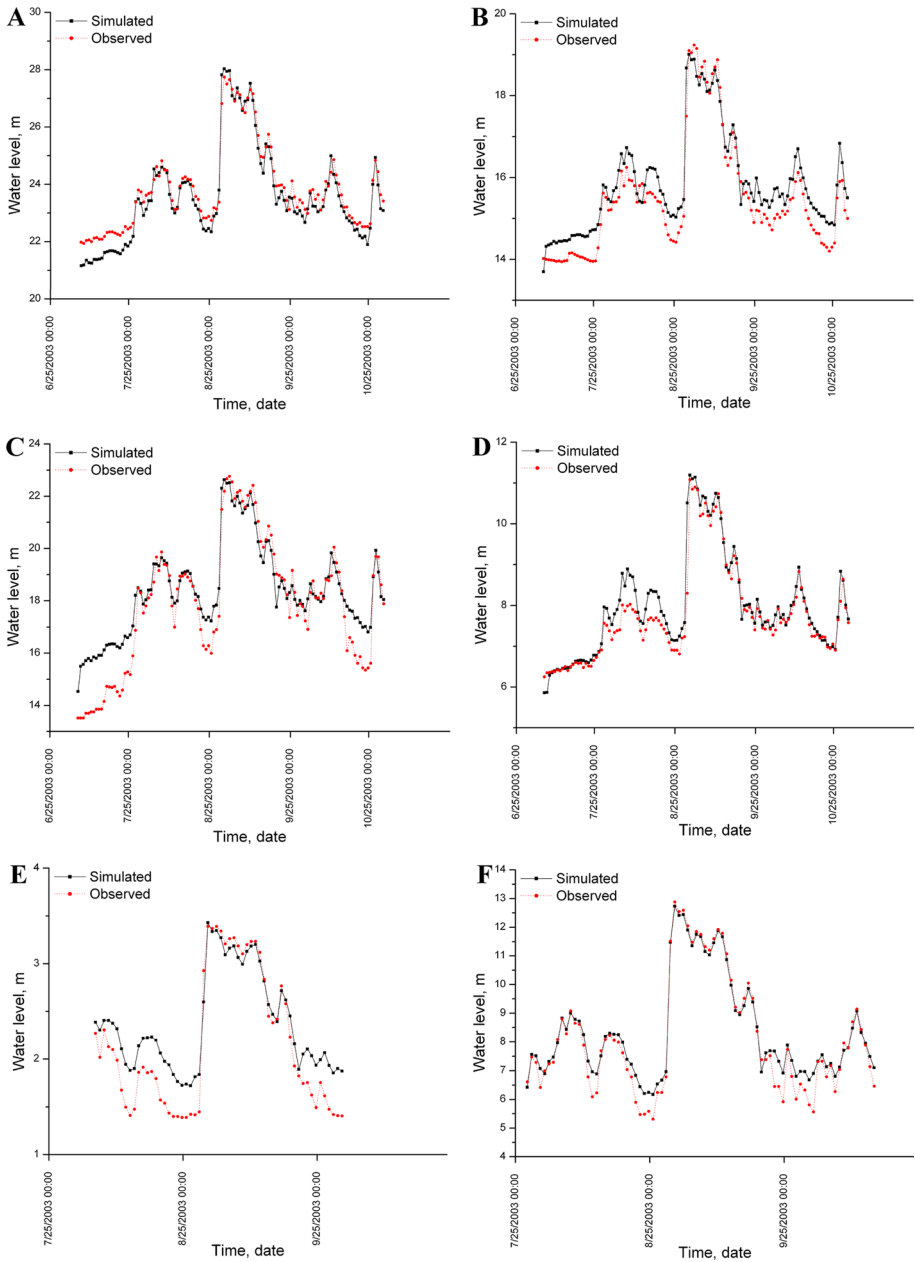 A
30
28
26
24
22
20
Water level, m
Simulated
Observed
6/25/2003 00:00
7/25/2003 00:00
8/25/2003 00:00
9/25/2003 00:00
10/25/2003 00:00
Time, date
B
20
18
16
14
Water level, m
Simulated
Observed
6/25/2003 00:00
7/25/2003 00:00
8/25/2003 00:00
9/25/2003 00:00
10/25/2003 00:00
Time, date
C
24
22
20
18
16
14
Water level, m
Simulated
Observed
6/25/2003 00:00
7/25/2003 00:00
8/25/2003 00:00
9/25/2003 00:00
10/25/2003 00:00
Time, date
D
12
10
8
6
Water level, m
Simulated
Observed
6/25/2003 00:00
7/25/2003 00:00
8/25/2003 00:00
9/25/2003 00:00
10/25/2003 00:00
Time, date
E
4
3
2
1
Water level, m
Simulated
Observed
7/25/2003 00:00
8/25/2003 00:00
9/25/2003 00:00
Time, date
F
14
13
12
11
10
9
8
7
6
5
4
Water level, m
Simulated
Observed
7/25/2003 00:00
8/25/2003 00:00
9/25/2003 00:00
Time, date